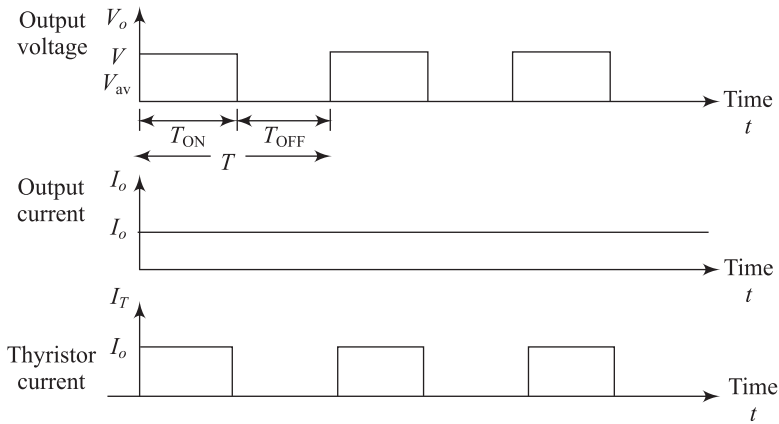 Output voltage
V_o
V
V_av
Time
t
T_ON
T_OFF
T
Output current
I_o
I_o
Time
t
I_T
Thyristor current
I_o
Time
t